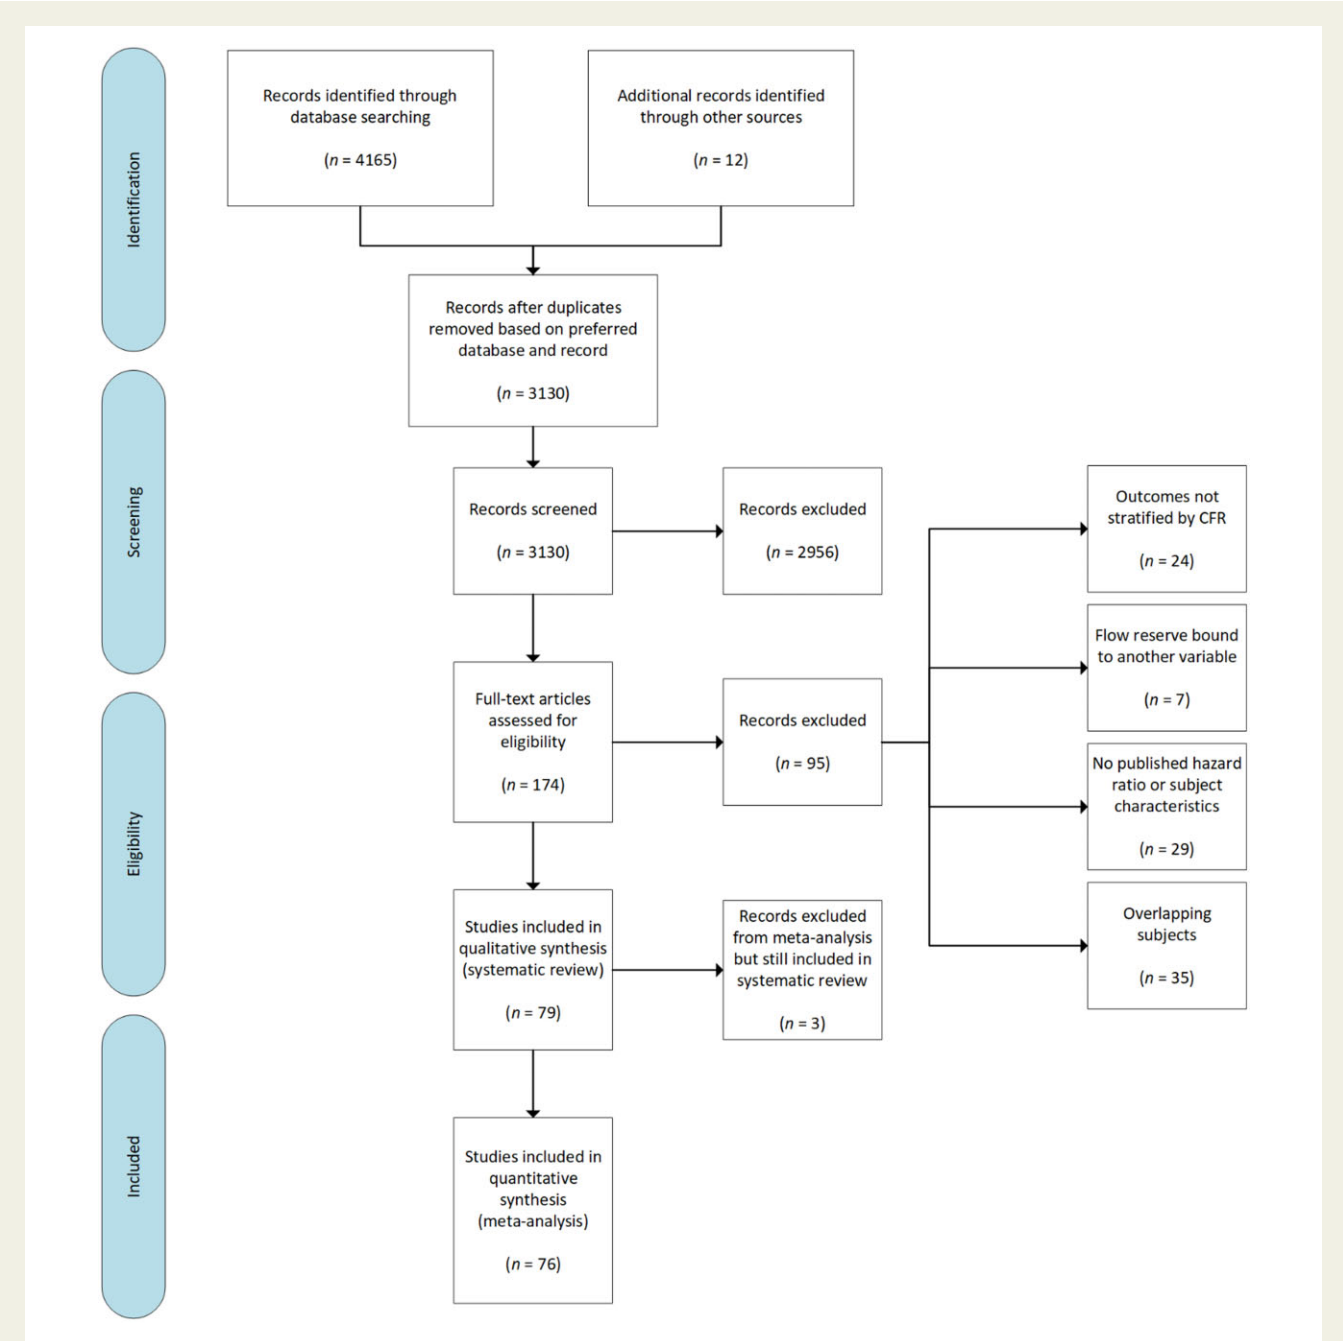 Identification
Records identified through
database searching
(n = 4165)
Additional records identified
through other sources
(n = 12)
Records after duplicates
removed based on preferred
database and record
(n = 3130)
Screening
Records screened
(n = 3130)
Records excluded
(n = 2956)
Outcomes not
stratified by CFR
(n = 24)
Flow reserve bound
to another variable
(n = 7)
No published hazard
ratio or subject
characteristics
(n = 29)
Overlapping
subjects
(n = 35)
Eligibility
Full-text articles
assessed for
eligibility
(n = 174)
Records excluded
(n = 95)
Studies included in
qualitative synthesis
(systematic review)
(n = 79)
Records excluded
from meta-analysis
but still included in
systematic review
(n = 3)
Included
Studies included in
quantitative
synthesis
(meta-analysis)
(n = 76)